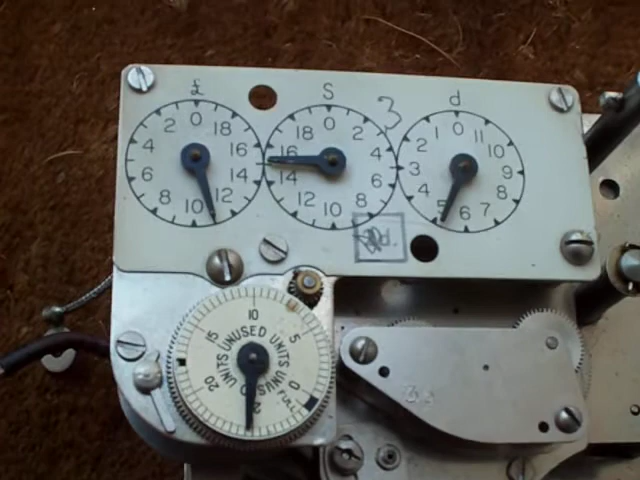 £ S d
0 18 16 14 12 10 8 6 4 2
0 2 4 6 8 10 12 14 16 18
0 11 10 9 8 7 6 5 4 3 2 1
3
10
15 5
UNUSED UNITS
20 0
UNITS